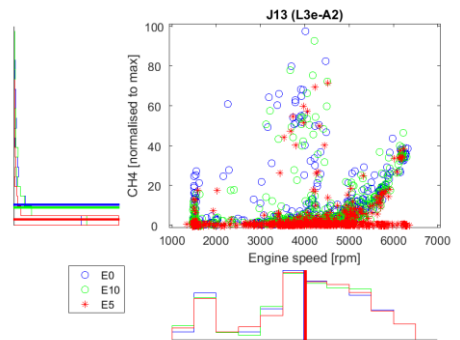 J13 (L3e-A2)
100
80
60
40
20
0
CH4 [normalised to max]
1000 2000 3000 4000 5000 6000 7000
Engine speed [rpm]
E0
E10
E5